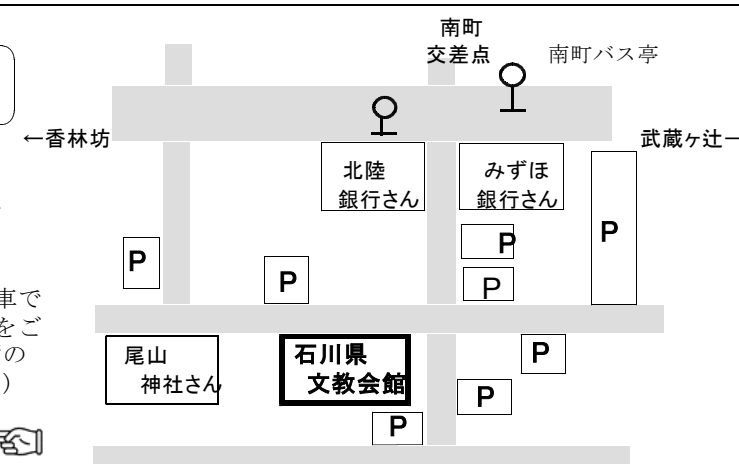 南町
交差点
南町バス亭
←香林坊
武蔵ヶ辻ー
北陸
銀行さん
みずほ
銀行さん
P
P
P
P
P
車で
をご
の
）
尾山
神社さん
石川県
文教会館
P
P
P